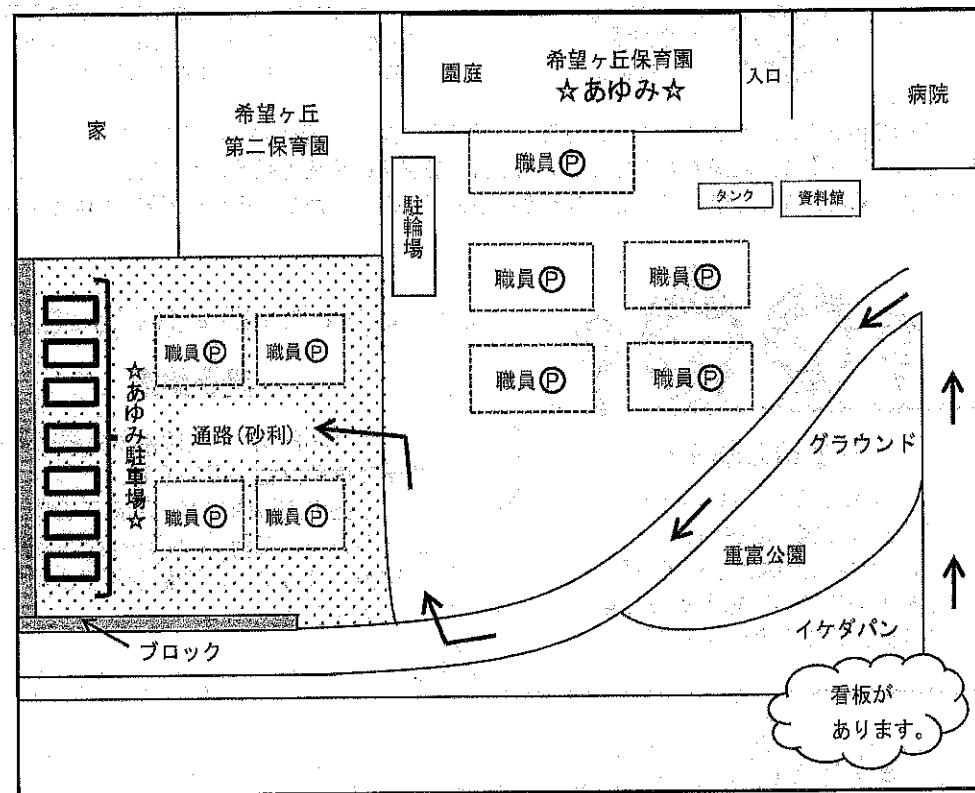 家
希望ヶ丘
第二保育園
園庭
希望ヶ丘保育園
☆あゆみ☆
入口
病院
職員Ⓟ
駐輪場
タンク
資料館
職員Ⓟ
職員Ⓟ
職員Ⓟ
職員Ⓟ
職員Ⓟ
職員Ⓟ
☆あゆみ駐車場☆
通路(砂利)
職員Ⓟ
職員Ⓟ
グラウンド
重富公園
イケダパン
ブロック
看板が
あります。